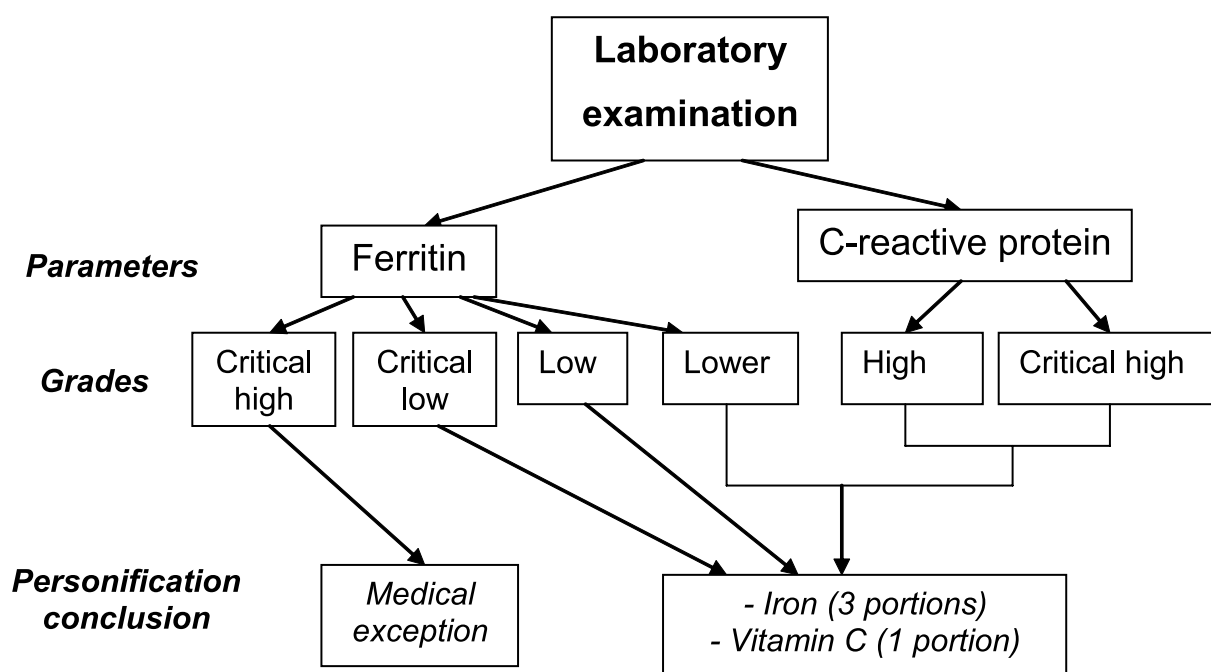 Laboratory
examination
Parameters
Ferritin
C-reactive protein
Grades
Critical
high
Critical
low
Low
Lower
High
Critical high
Personification
conclusion
Medical
exception
- Iron (3 portions)
- Vitamin C (1 portion)